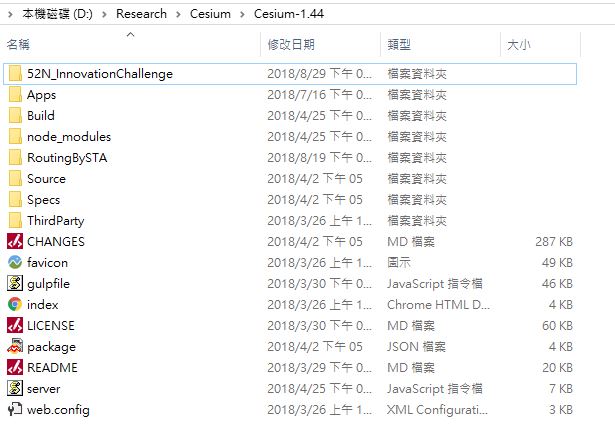 本機磁碟 (D:) > Research > Cesium > Cesium-1.44
名稱 修改日期 類型 大小
52N_InnovationChallenge 2018/8/29 下午 0... 檔案資料夾
Apps 2018/7/16 下午 0... 檔案資料夾
Build 2018/4/25 下午 0... 檔案資料夾
node_modules 2018/4/25 下午 0... 檔案資料夾
RoutingBySTA 2018/8/19 下午 0... 檔案資料夾
Source 2018/4/2 下午 05 檔案資料夾
Specs 2018/4/2 下午 05 檔案資料夾
ThirdParty 2018/3/26 上午 1... 檔案資料夾
CHANGES 2018/4/2 下午 05 MD 檔案 287 KB
favicon 2018/3/26 上午 1... 圖示 49 KB
gulpfile 2018/3/30 下午 0... JavaScript 指令檔 46 KB
index 2018/3/26 上午 1... Chrome HTML D... 4 KB
LICENSE 2018/3/30 下午 0... MD 檔案 60 KB
package 2018/4/2 下午 05 JSON 檔案 4 KB
README 2018/3/29 下午 0... MD 檔案 20 KB
server 2018/4/25 下午 0... JavaScript 指令檔 7 KB
web.config 2018/3/26 上午 1... XML Configurati... 3 KB